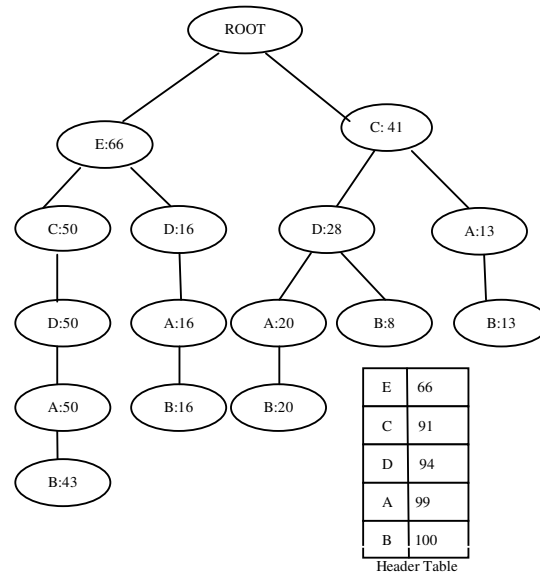 ROOT
E:66
C: 41
C:50
D:16
D:28
A:13
D:50
A:16
A:20
B:8
B:13
A:50
B:16
B:20
B:43
E 66
C 91
D 94
A 99
B 100
Header Table